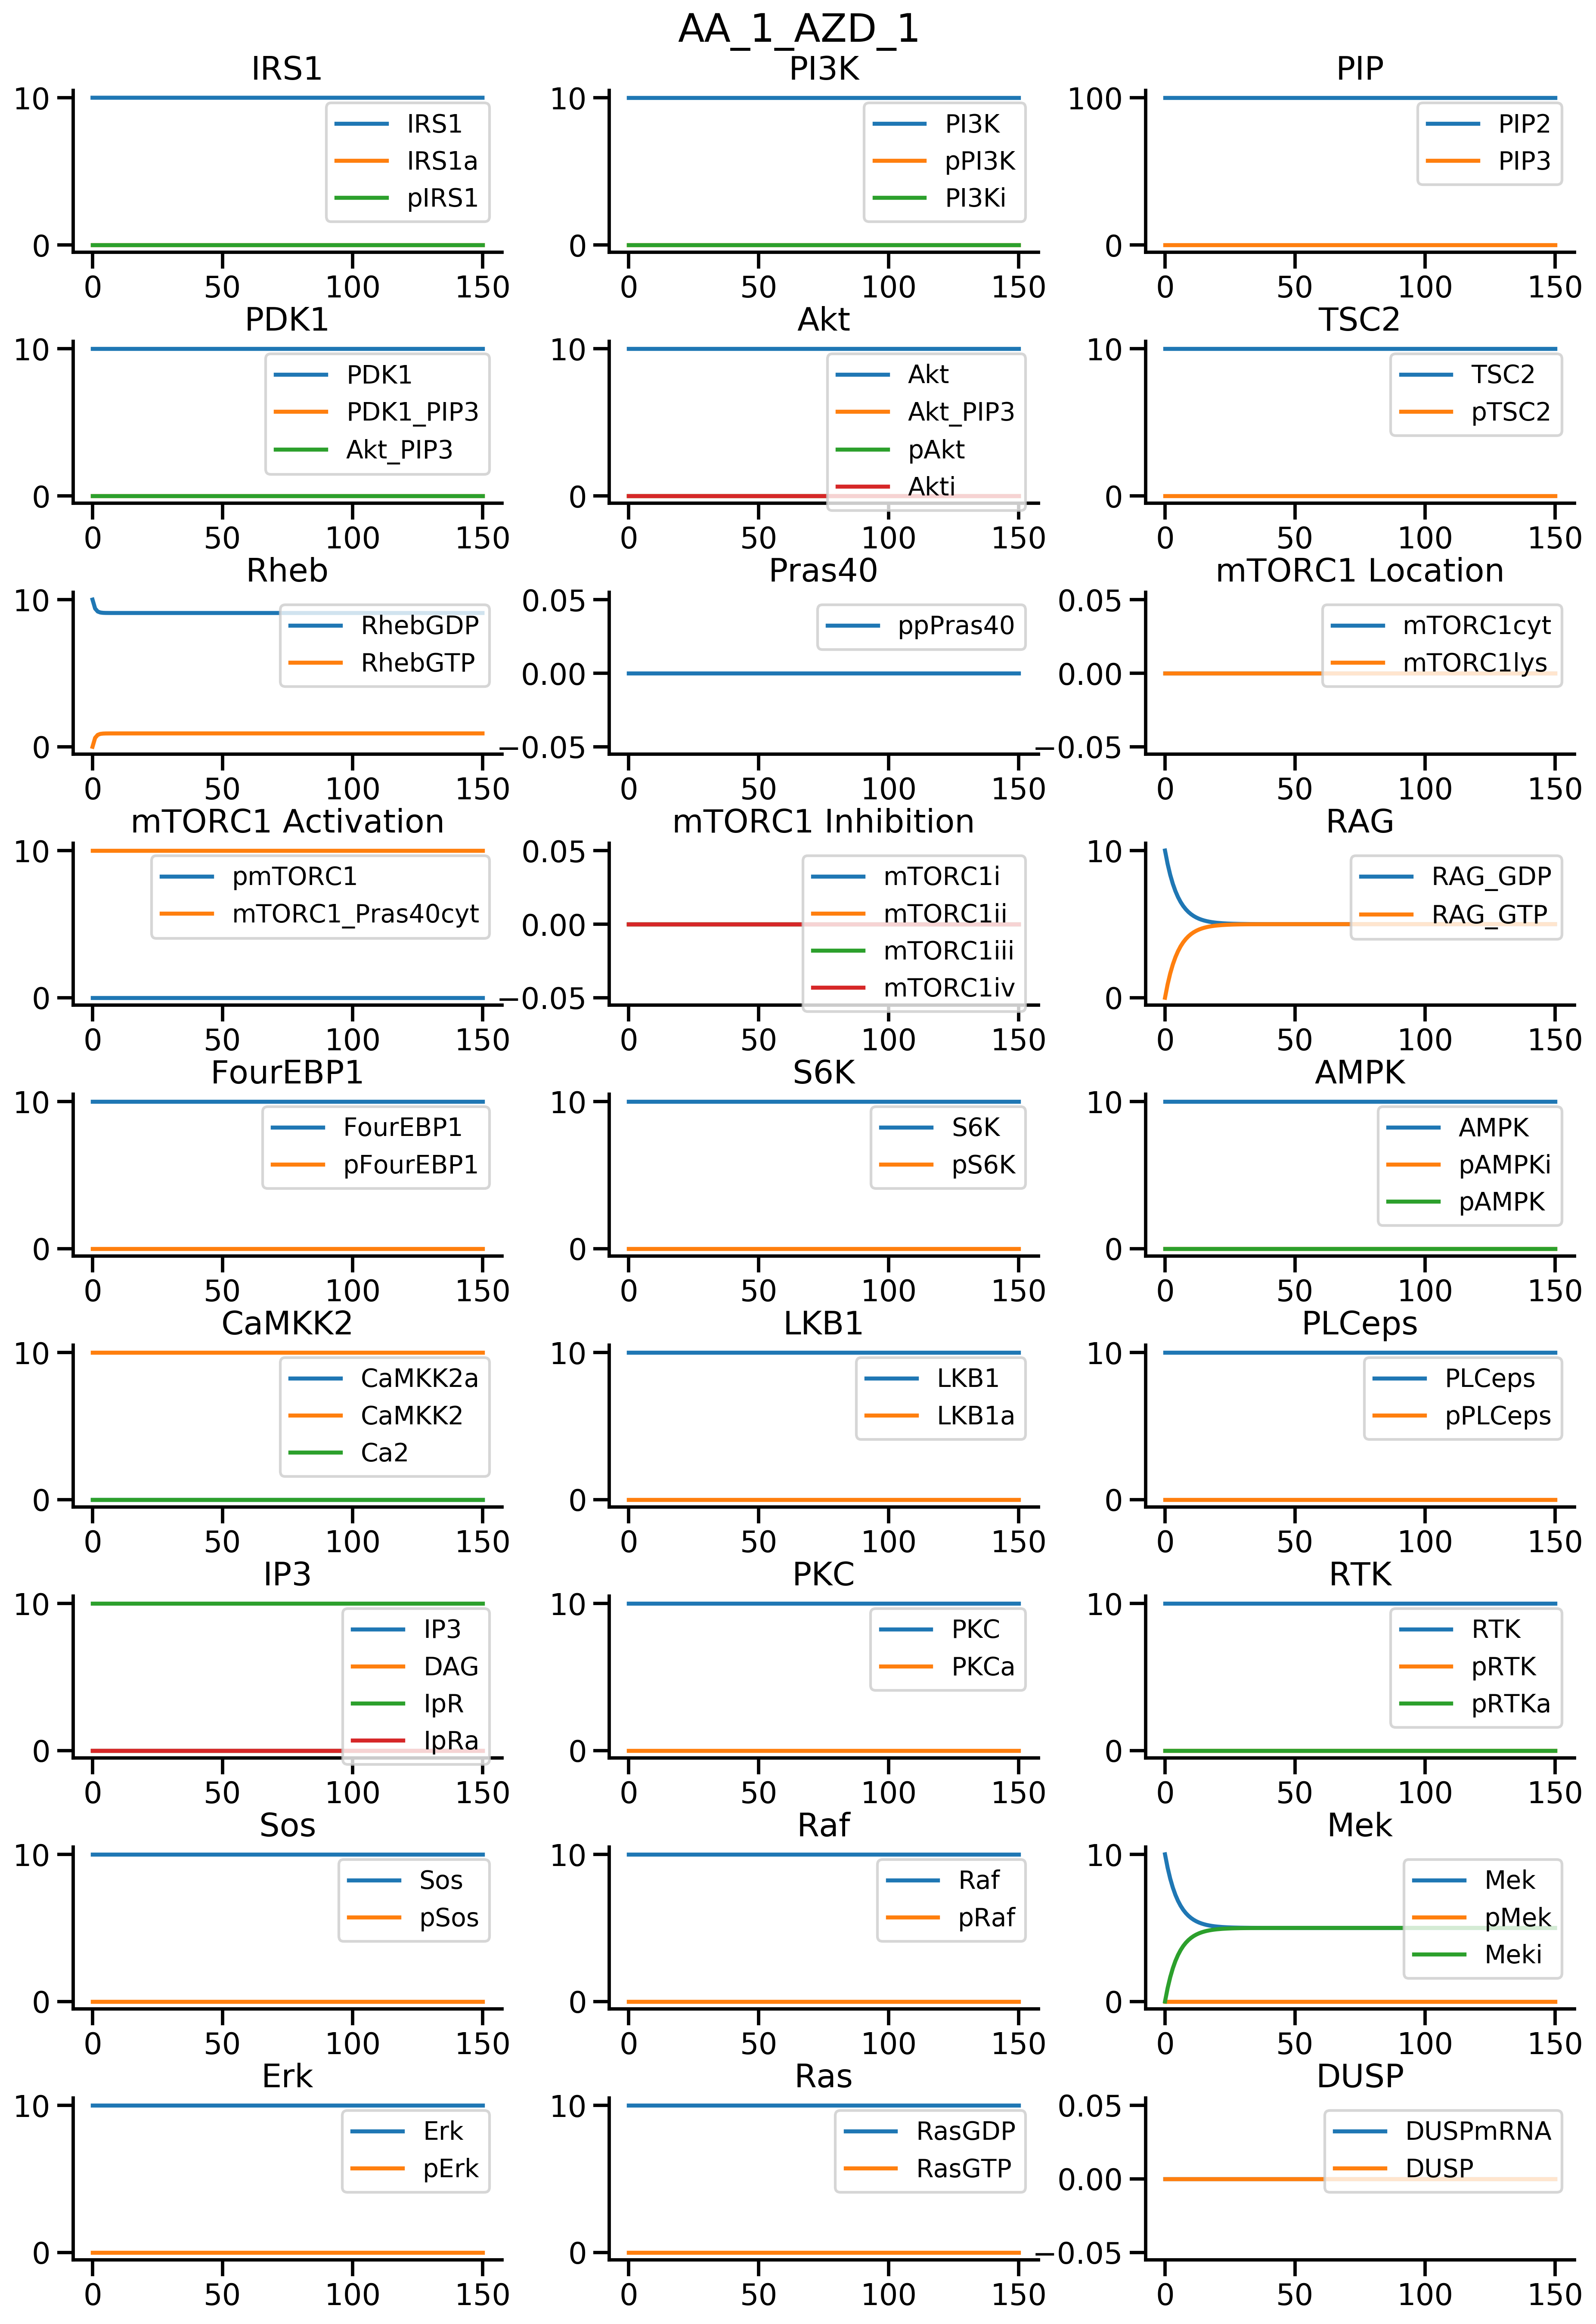 AA_1_AZD_1
IRS1
PI3K
PIP
10
0
IRS1
IRS1a
pIRS1
0 50 100 150
10
0
PI3K
pPI3K
PI3Ki
0 50 100 150
100
0
PIP2
PIP3
0 50 100 150
PDK1
Akt
TSC2
10
0
PDK1
PDK1_PIP3
Akt_PIP3
0 50 100 150
10
0
Akt
Akt_PIP3
pAkt
Akti
0 50 100 150
10
0
TSC2
pTSC2
0 50 100 150
Rheb
Pras40
mTORC1 Location
10
0
RhebGDP
RhebGTP
0 50 100 150
0.05
0.00
−0.05
ppPras40
0 50 100 150
0.05
0.00
−0.05
mTORC1cyt
mTORC1lys
0 50 100 150
mTORC1 Activation
mTORC1 Inhibition
RAG
10
0
pmTORC1
mTORC1_Pras40cyt
0 50 100 150
0.05
0.00
−0.05
mTORC1i
mTORC1ii
mTORC1iii
mTORC1iv
0 50 100 150
10
0
RAG_GDP
RAG_GTP
0 50 100 150
FourEBP1
S6K
AMPK
10
0
FourEBP1
pFourEBP1
0 50 100 150
10
0
S6K
pS6K
0 50 100 150
10
0
AMPK
pAMPKi
pAMPK
0 50 100 150
CaMKK2
LKB1
PLCeps
10
0
CaMKK2a
CaMKK2
Ca2
0 50 100 150
10
0
LKB1
LKB1a
0 50 100 150
10
0
PLCeps
pPLCeps
0 50 100 150
IP3
PKC
RTK
10
0
IP3
DAG
IpR
IpRa
0 50 100 150
10
0
PKC
PKCa
0 50 100 150
10
0
RTK
pRTK
pRTKa
0 50 100 150
Sos
Raf
Mek
10
0
Sos
pSos
0 50 100 150
10
0
Raf
pRaf
0 50 100 150
10
0
Mek
pMek
Meki
0 50 100 150
Erk
Ras
DUSP
10
0
Erk
pErk
0 50 100 150
10
0
RasGDP
RasGTP
0 50 100 150
0.05
0.00
−0.05
DUSPmRNA
DUSP
0 50 100 150